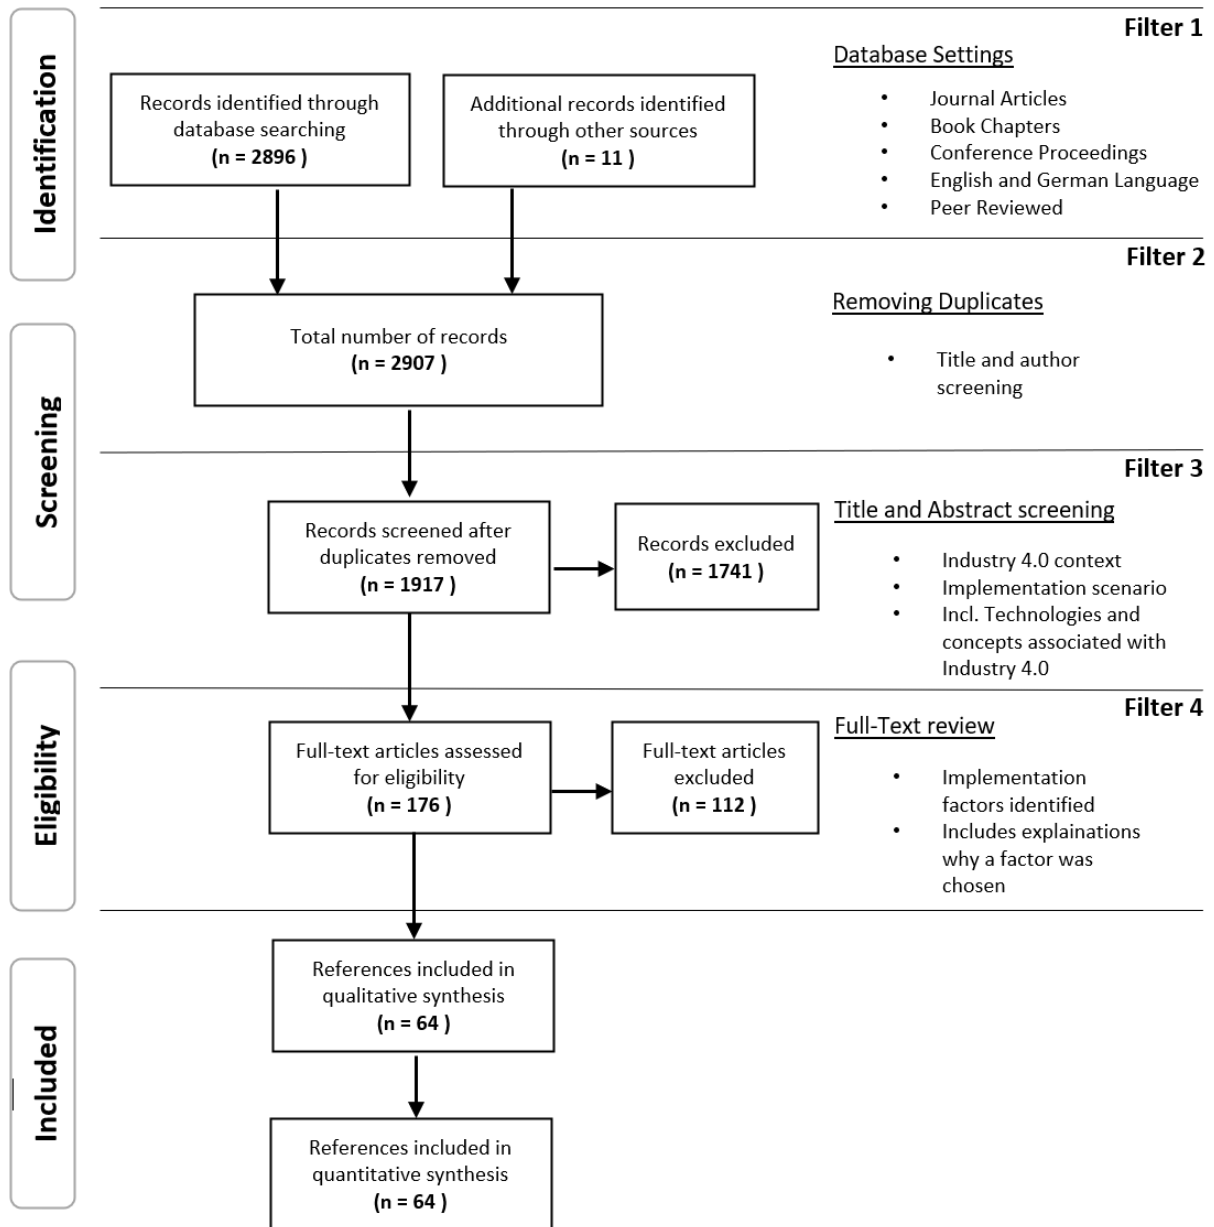 Identification
Filter 1
Records identified through
database searching
(n = 2896 )
Additional records identified
through other sources
(n = 11 )
Database Settings
• Journal Articles
• Book Chapters
• Conference Proceedings
• English and German Language
• Peer Reviewed
Screening
Filter 2
Total number of records
(n = 2907 )
Removing Duplicates
• Title and author
screening
Filter 3
Records screened after
duplicates removed
(n = 1917 )
Records excluded
(n = 1741 )
Title and Abstract screening
• Industry 4.0 context
• Implementation scenario
• Incl. Technologies and
concepts associated with
Industry 4.0
Eligibility
Filter 4
Full-text articles assessed
for eligibility
(n = 176 )
Full-text articles
excluded
(n = 112 )
Full-Text review
• Implementation
factors identified
• Includes explainations
why a factor was
chosen
Included
References included in
qualitative synthesis
(n = 64 )
References included in
quantitative synthesis
(n = 64 )